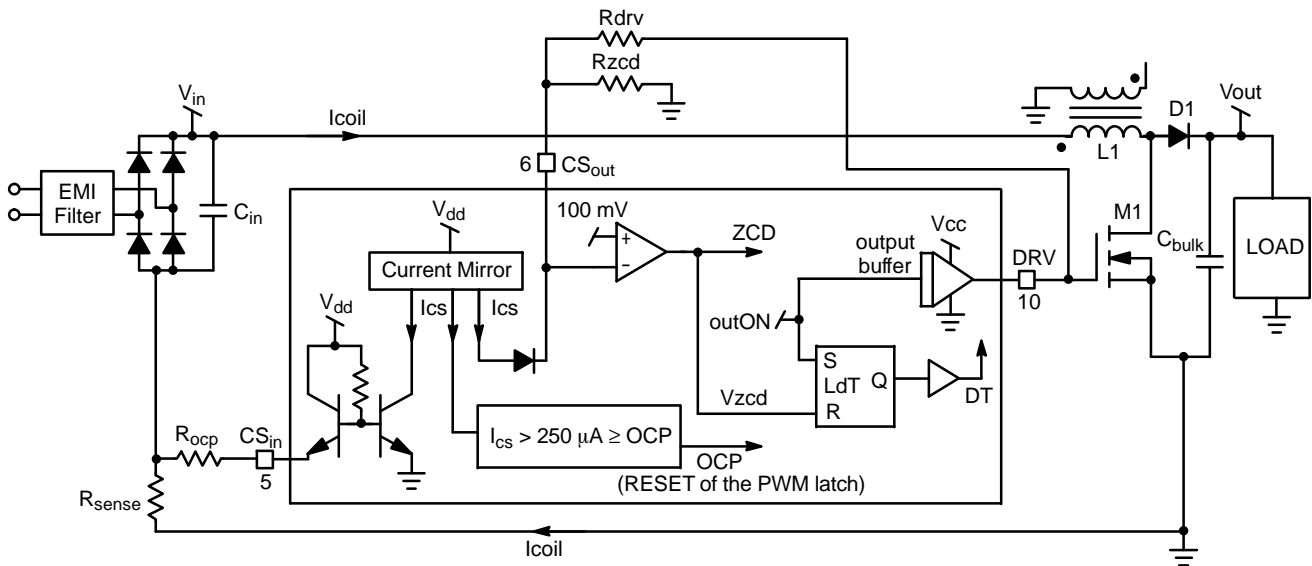 Rdrv
Rzcd
Vin
Icoil
D1
Vout
L1
6
CSout
EMI
Filter
Cin
Vdd
100 mV
+
−
ZCD
Current Mirror
Vcc
output
buffer
DRV
10
M1
Cbulk
LOAD
Vdd
Ics
Ics
outON
S
LdT
Q
R
DT
Vzcd
Rocp
CSin
5
Ics > 250 µA ≥ OCP
OCP
(RESET of the PWM latch)
Rsense
Icoil